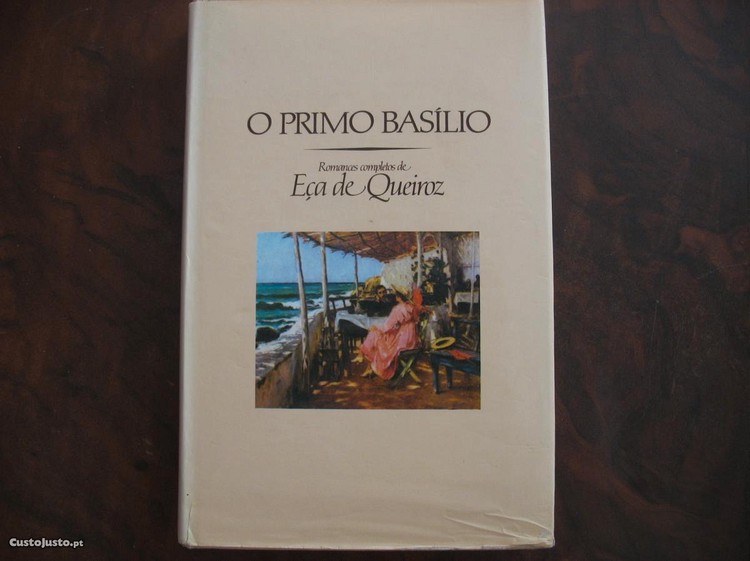 O PRIMO BASÍLIO
Romances completos de
Eça de Queiroz
CustoJusto.pt